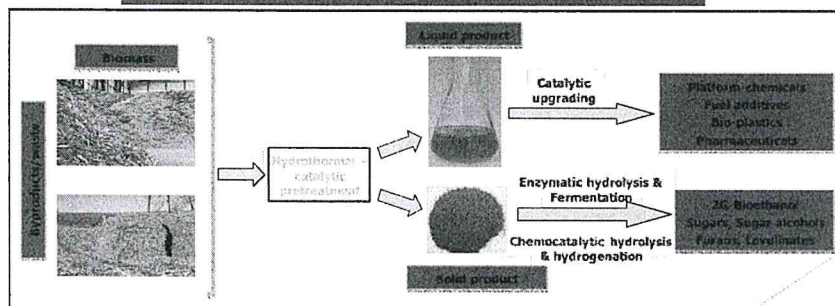 Biomass
Byproducts/waste
Hydrothermal -
catalytic
pretreatment
Liquid product
Catalytic
upgrading
Platform chemicals
Fuel additives
Bio-plastics
Pharmaceuticals
Enzymatic hydrolysis &
Fermentation
Chemocatalytic hydrolysis
& hydrogenation
Solid product
2G Bioethanol
Sugars, Sugar alcohols
Furans, Levulinates